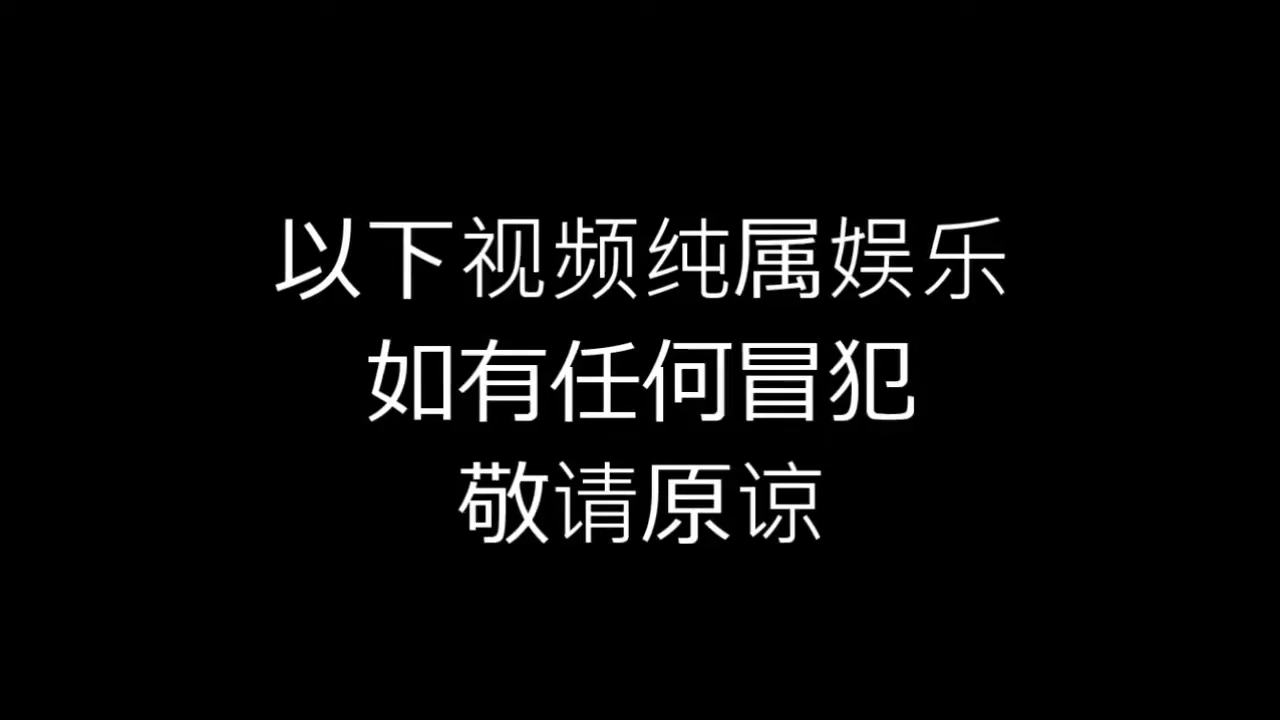 以下视频纯属娱乐
如有任何冒犯
敬请原谅